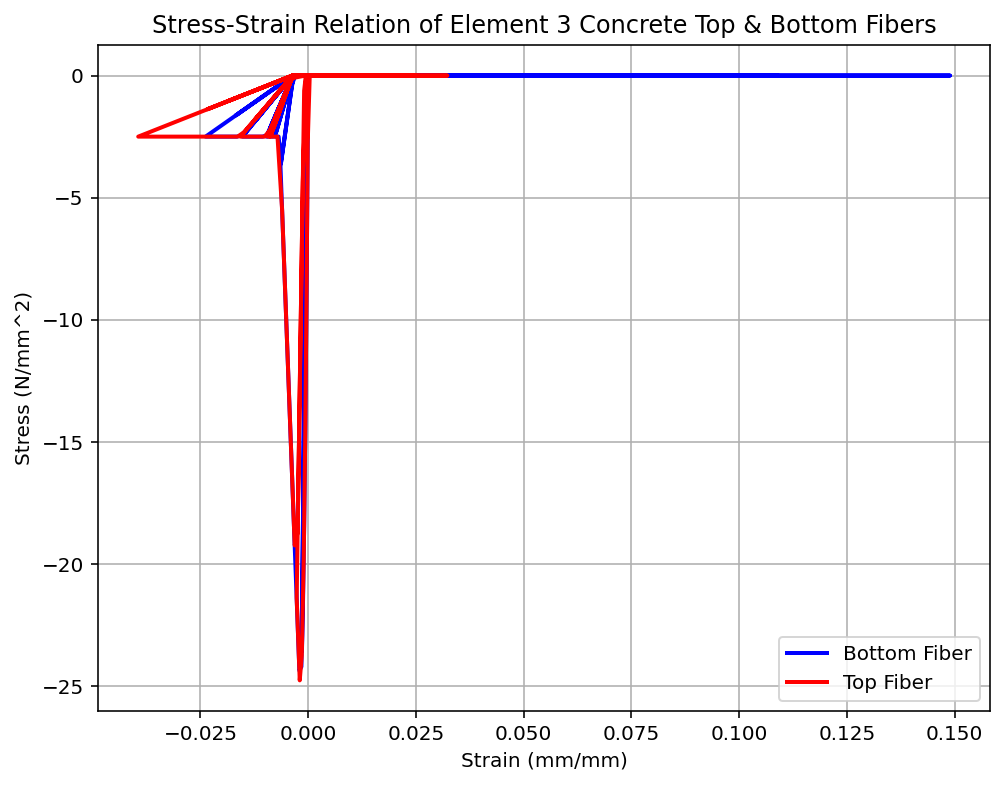 Stress-Strain Relation of Element 3 Concrete Top & Bottom Fibers
Stress (N/mm^2)
0
−5
−10
−15
−20
−25
−0.025 0.000 0.025 0.050 0.075 0.100 0.125 0.150
Strain (mm/mm)
Bottom Fiber
Top Fiber